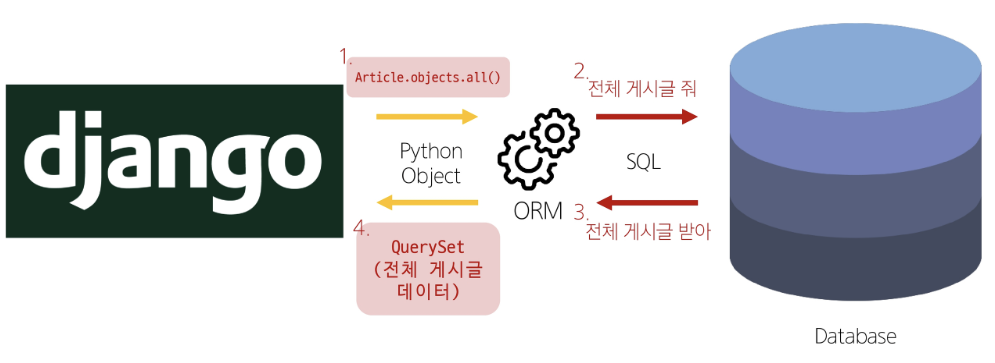 1.
Article.objects.all()
2.
전체 게시글 줘
django
Python
Object
ORM
SQL
3.
전체 게시글 받아
4.
QuerySet
(전체 게시글
데이터)
Database